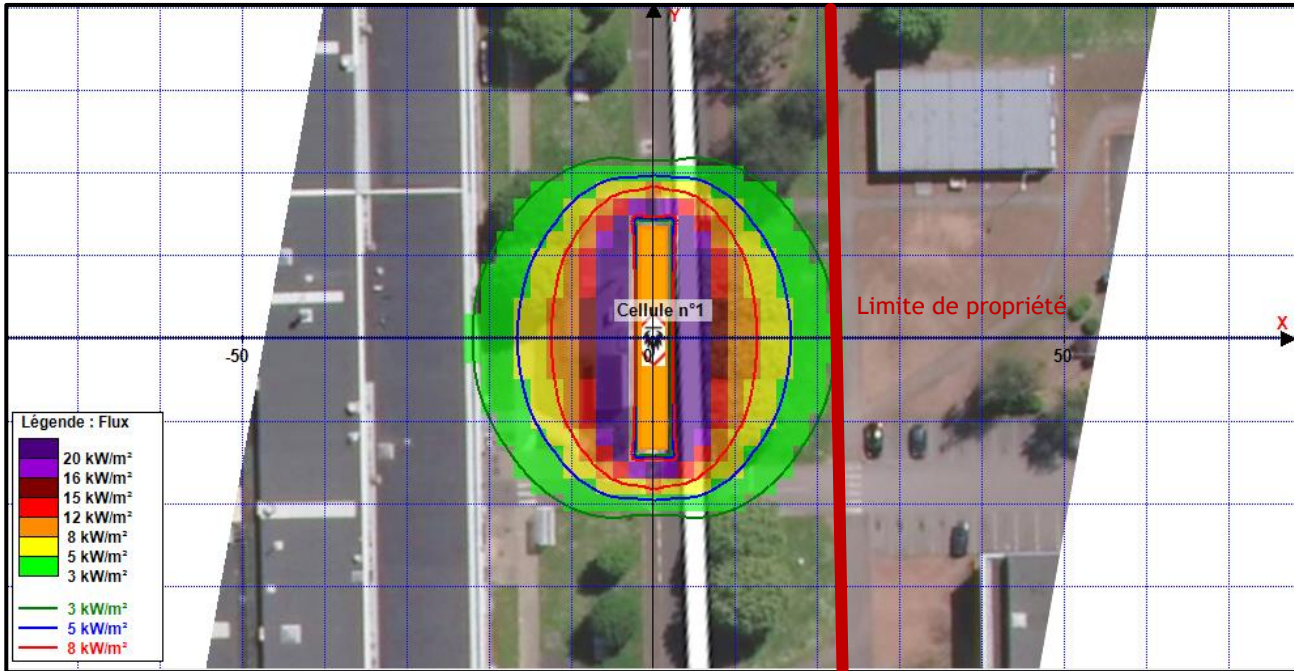 Y
Cellule n°1
Limite de propriété
X
-50
0
50
Légende : Flux
20 kW/m²
16 kW/m²
15 kW/m²
12 kW/m²
8 kW/m²
5 kW/m²
3 kW/m²
3 kW/m²
5 kW/m²
8 kW/m²